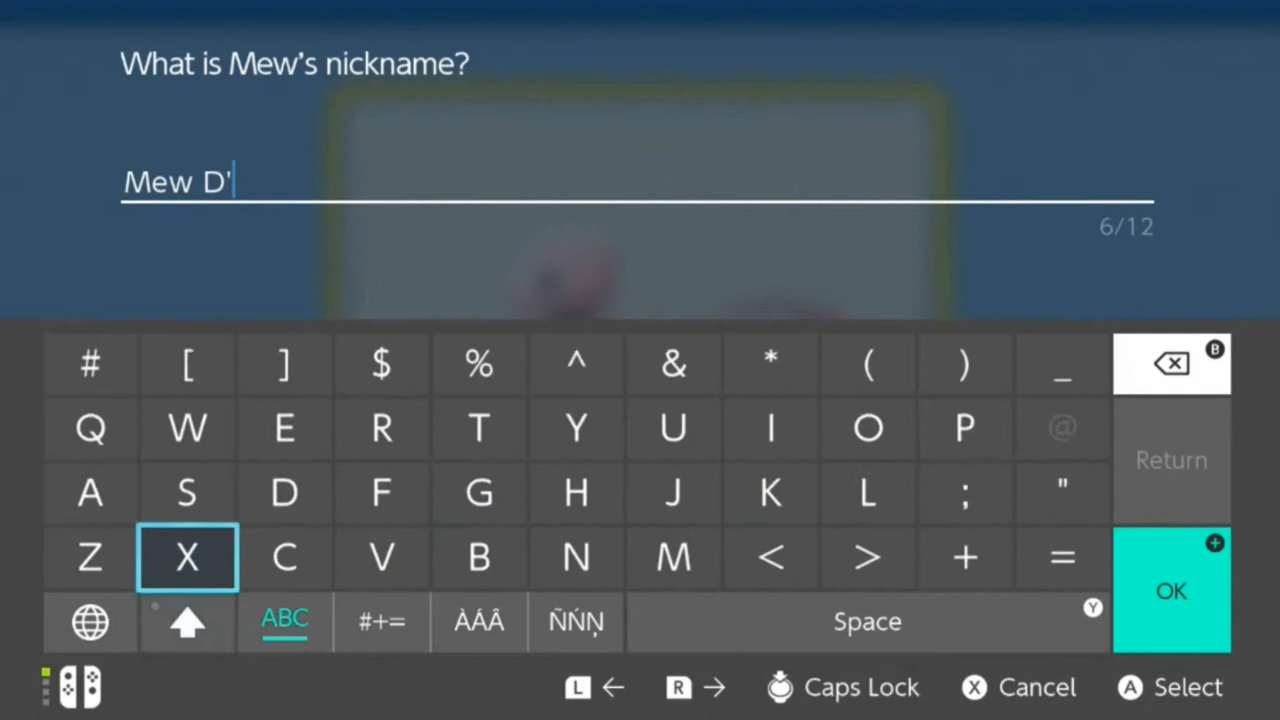 What is Mew's nickname?
Mew D'
6/12
# [ ] $ % ^ & * ( ) _ B
Q W E R T Y U I O P @ Return
A S D F G H J K L ; "
Z X C V B N M < > + = + OK
ABC #+= ÀÁÂ ÑŃŅ Space Y
L ← R → Caps Lock X Cancel A Select